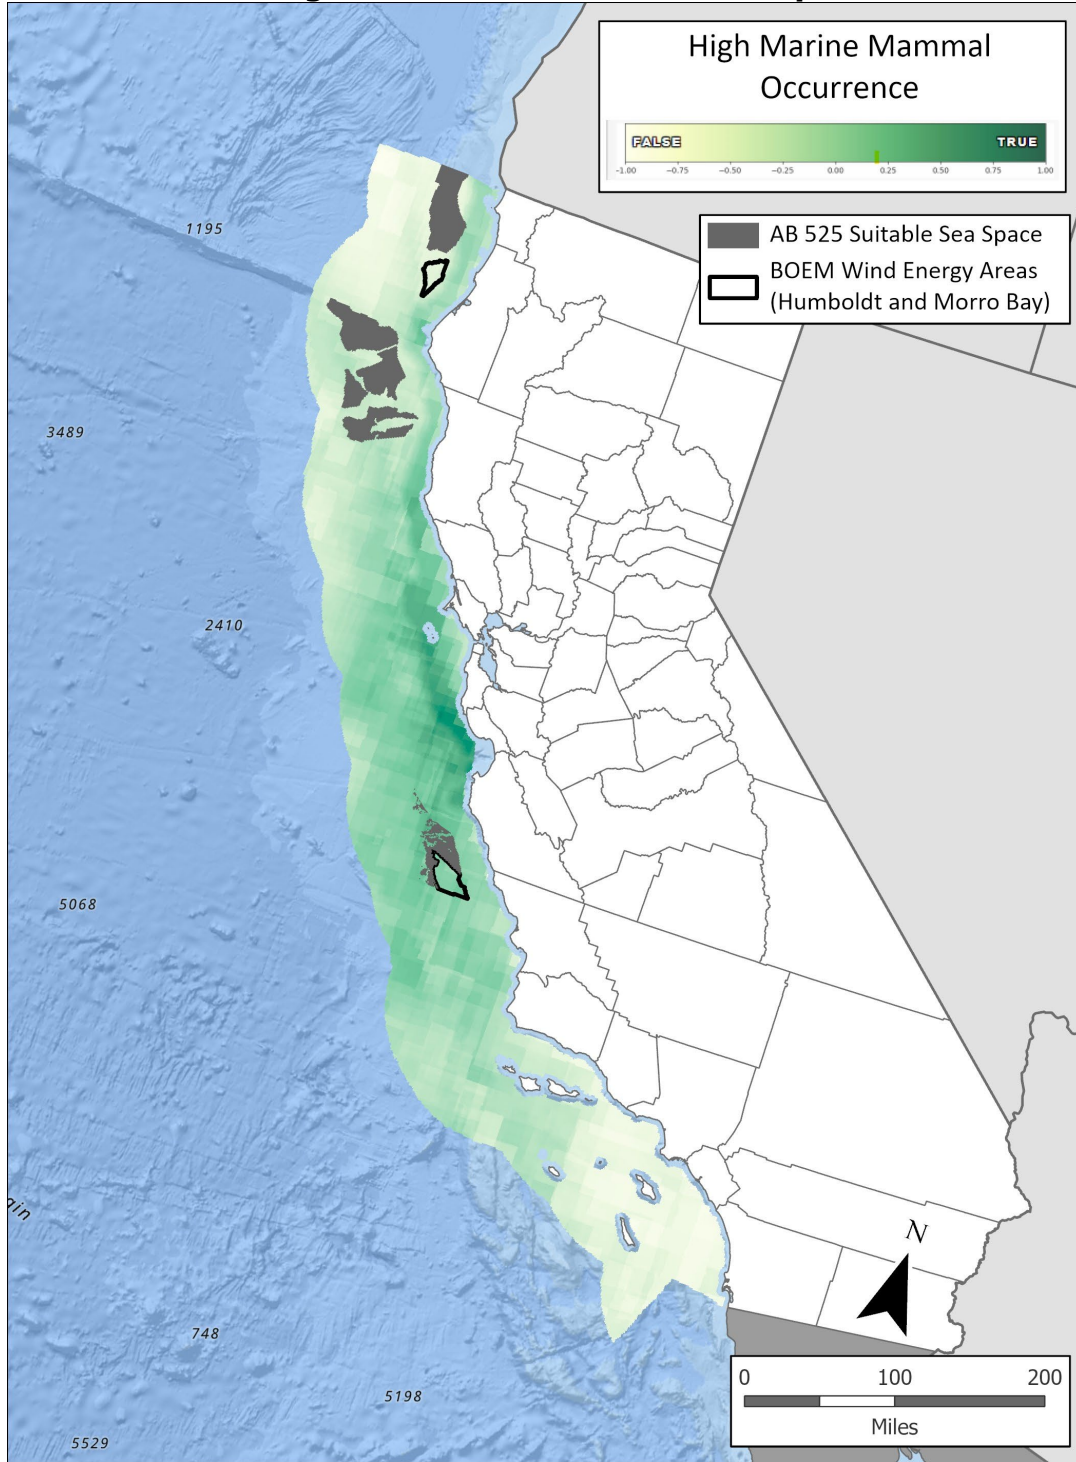 High Marine Mammal
Occurrence
FALSE TRUE
-1.00 -0.75 -0.50 -0.25 0.00 0.25 0.50 0.75 1.00
AB 525 Suitable Sea Space
BOEM Wind Energy Areas
(Humboldt and Morro Bay)
1195
3489
2410
5068
N
748
5198
5529
0 100 200
Miles